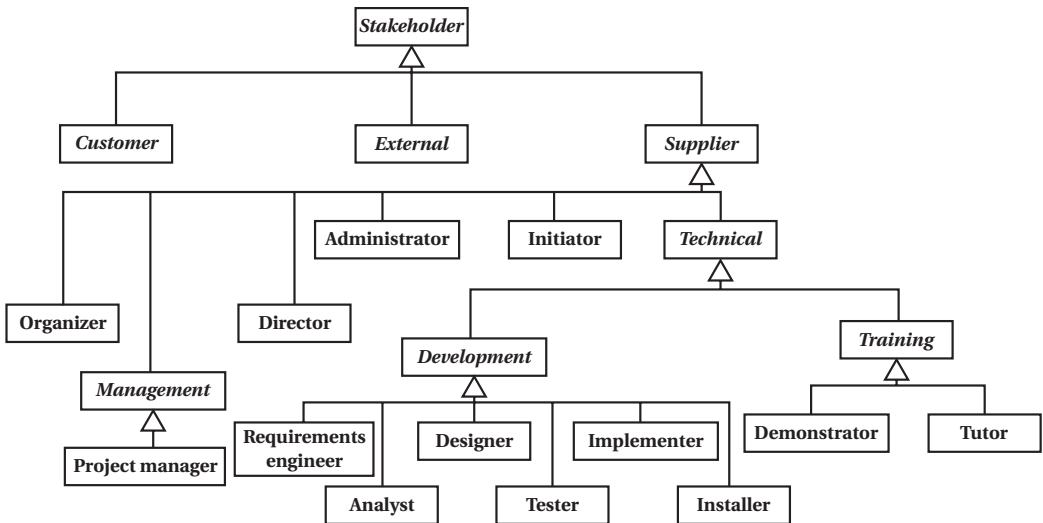 Stakeholder
Customer
External
Supplier
Administrator
Initiator
Technical
Organizer
Director
Development
Training
Management
Requirements
engineer
Designer
Implementer
Demonstrator
Tutor
Project manager
Analyst
Tester
Installer